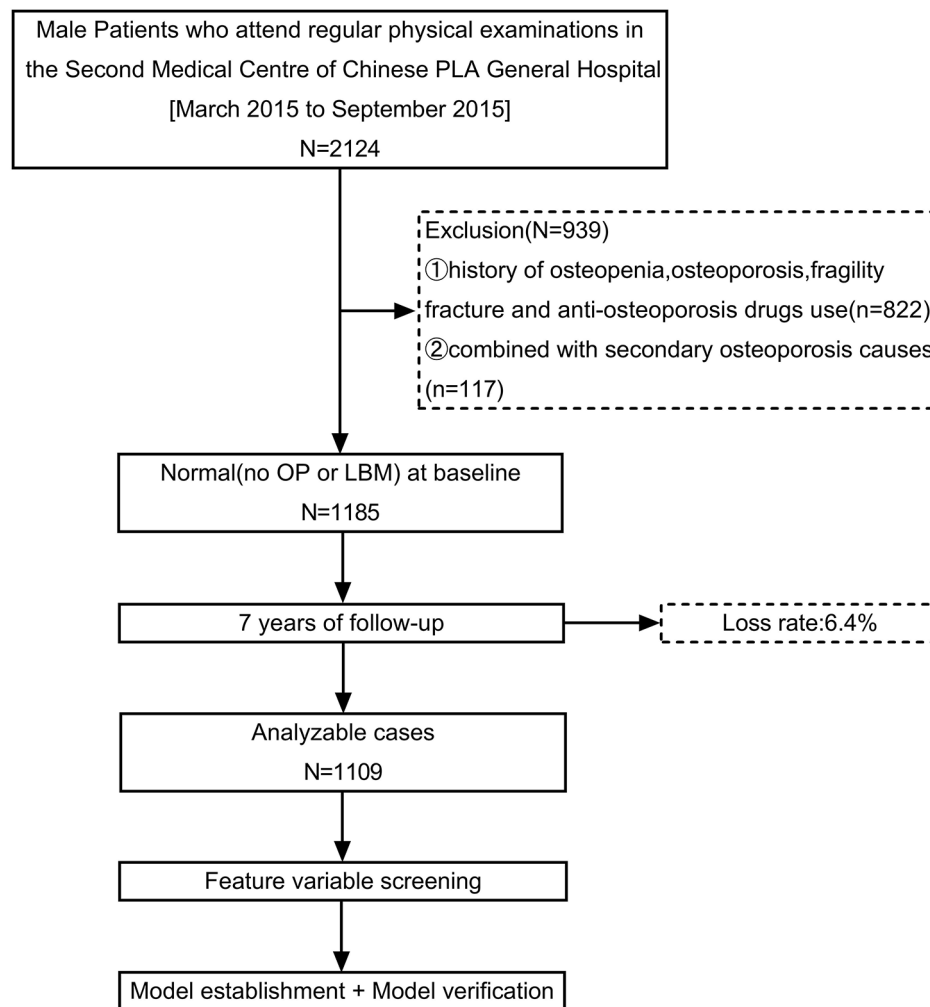 Male Patients who attend regular physical examinations in
the Second Medical Centre of Chinese PLA General Hospital
[March 2015 to September 2015]
N=2124
Exclusion(N=939)
①history of osteopenia,osteoporosis,fragility
fracture and anti-osteoporosis drugs use(n=822)
②combined with secondary osteoporosis causes
(n=117)
Normal(no OP or LBM) at baseline
N=1185
7 years of follow-up
Loss rate:6.4%
Analyzable cases
N=1109
Feature variable screening
Model establishment + Model verification